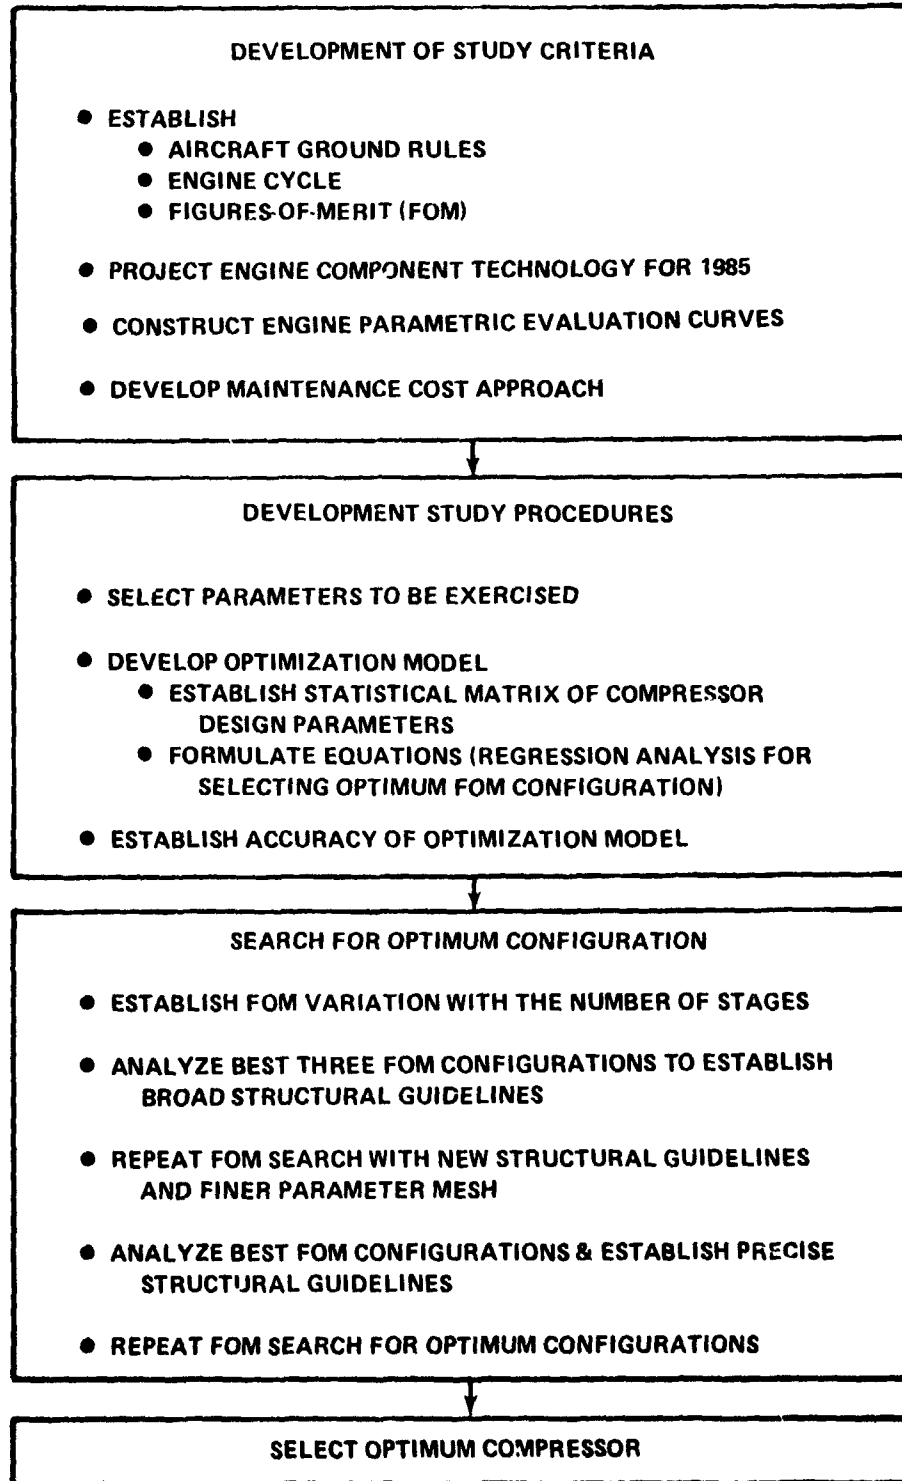 DEVELOPMENT OF STUDY CRITERIA
● ESTABLISH
● AIRCRAFT GROUND RULES
● ENGINE CYCLE
● FIGURES-OF-MERIT (FOM)
● PROJECT ENGINE COMPONENT TECHNOLOGY FOR 1985
● CONSTRUCT ENGINE PARAMETRIC EVALUATION CURVES
● DEVELOP MAINTENANCE COST APPROACH
DEVELOPMENT STUDY PROCEDURES
● SELECT PARAMETERS TO BE EXERCISED
● DEVELOP OPTIMIZATION MODEL
● ESTABLISH STATISTICAL MATRIX OF COMPRESSOR
DESIGN PARAMETERS
● FORMULATE EQUATIONS (REGRESSION ANALYSIS FOR
SELECTING OPTIMUM FOM CONFIGURATION)
● ESTABLISH ACCURACY OF OPTIMIZATION MODEL
SEARCH FOR OPTIMUM CONFIGURATION
● ESTABLISH FOM VARIATION WITH THE NUMBER OF STAGES
● ANALYZE BEST THREE FOM CONFIGURATIONS TO ESTABLISH
BROAD STRUCTURAL GUIDELINES
● REPEAT FOM SEARCH WITH NEW STRUCTURAL GUIDELINES
AND FINER PARAMETER MESH
● ANALYZE BEST FOM CONFIGURATIONS & ESTABLISH PRECISE
STRUCTURAL GUIDELINES
● REPEAT FOM SEARCH FOR OPTIMUM CONFIGURATIONS
SELECT OPTIMUM COMPRESSOR